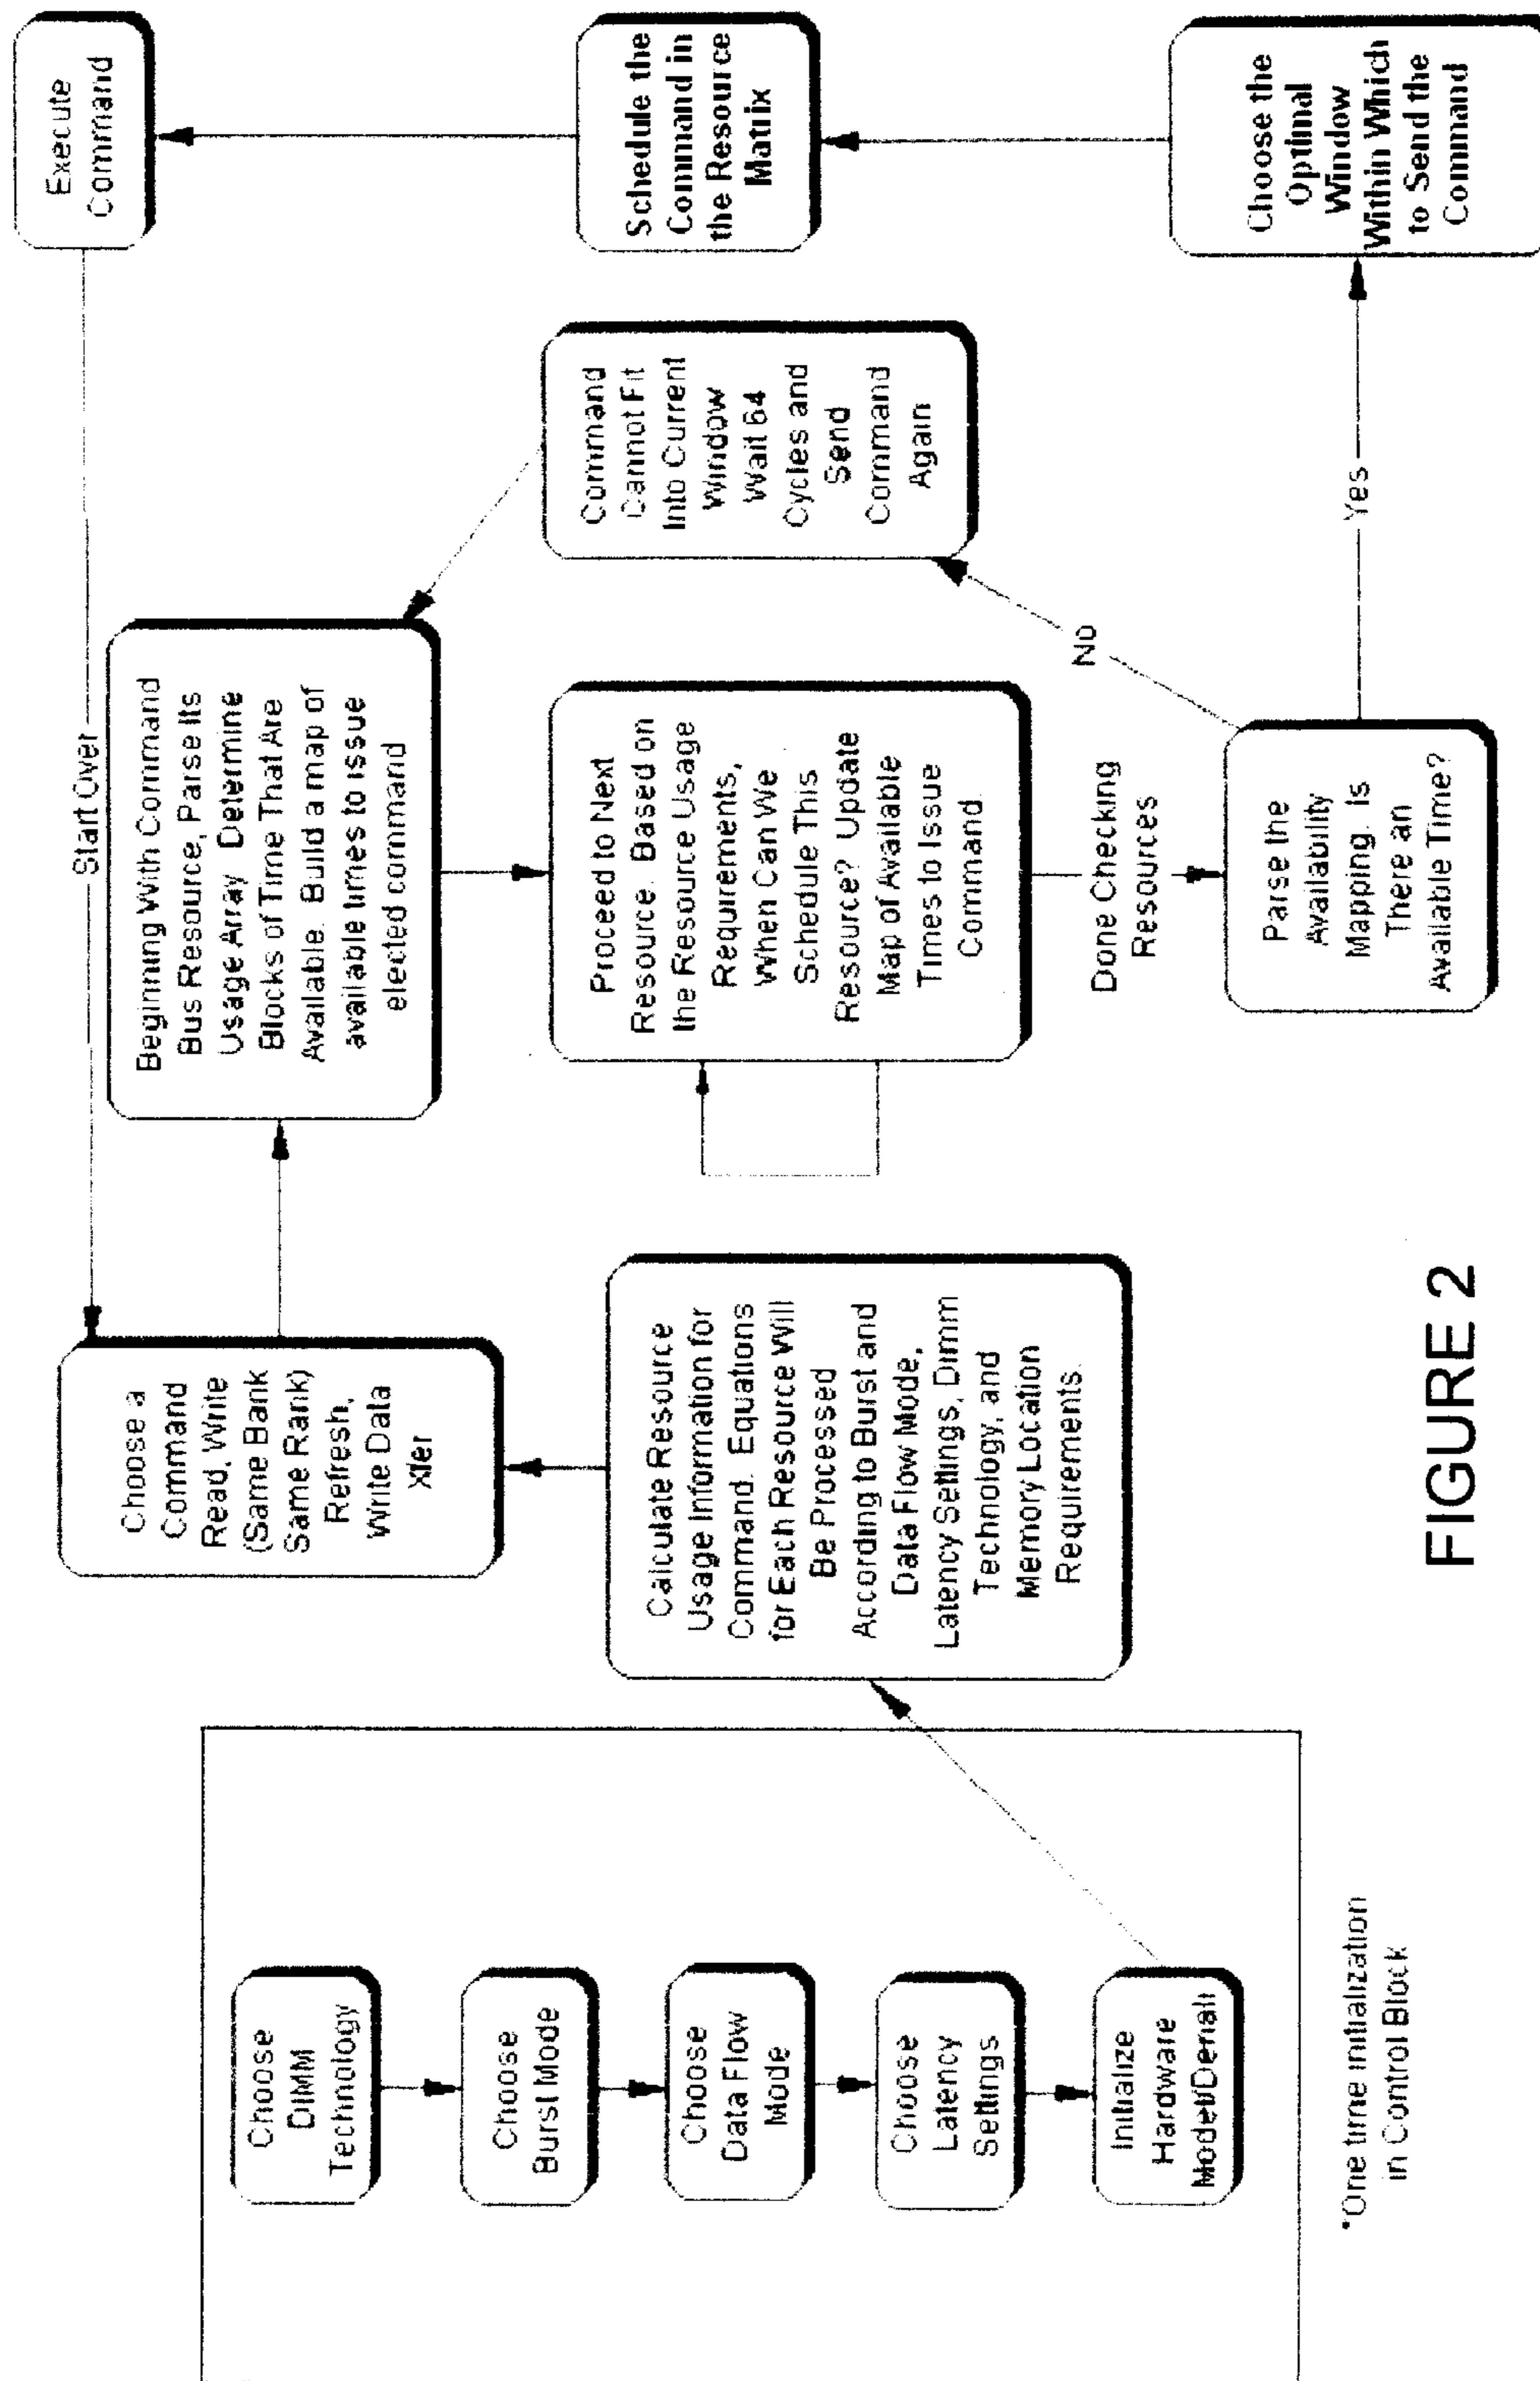 Choose
DIMM
Technology
Choose
Burst Mode
Choose
Data Flow
Mode
Choose
Latency
Settings
Initialize
Hardware
Model/Denali
*One time initialization
in Control Block
Calculate Resource
Usage Information for
Command. Equations
for Each Resource Will
Be Processed
According to Burst and
Data Flow Mode,
Latency Settings, Dimm
Technology, and
Memory Location
Requirements.
Choose a
Command
Read, Write
(Same Bank
Same Rank)
Refresh,
Write Data
Xfer
Start Over
Beginning With Command
Bus Resource, Parse Its
Usage Array. Determine
Blocks of Time That Are
Available. Build a map of
available times to issue
elected command
Proceed to Next
Resource. Based on
the Resource Usage
Requirements,
When Can We
Schedule This
Resource? Update
Map of Available
Times to Issue
Command.
Done Checking
Resources
Parse the
Availability
Mapping. Is
There an
Available Time?
No
Command
Cannot Fit
Into Current
Window
Wait 64
Cycles and
Send
Command
Again
Yes
Choose the
Optimal
Window
Within Which
to Send the
Command
Schedule the
Command in
the Resource
Matrix
Execute
Command
FIGURE 2